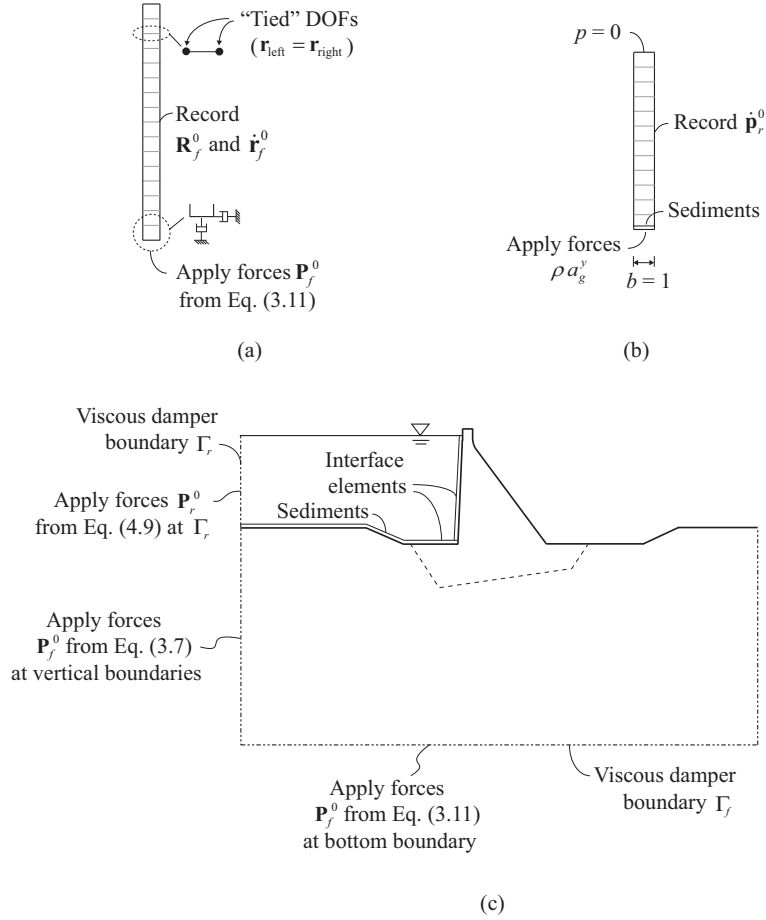 “Tied” DOFs
(r_left = r_right)
Record
R_f^0 and ṙ_f^0
Apply forces P_f^0
from Eq. (3.11)
(a)
p = 0
Record ṗ_r^0
Sediments
Apply forces
ρ a_g^y
b = 1
(b)
Viscous damper
boundary Γ_r
Apply forces P_r^0
from Eq. (4.9) at Γ_r
Interface
elements
Sediments
Apply forces
P_f^0 from Eq. (3.7)
at vertical boundaries
Apply forces
P_f^0 from Eq. (3.11)
at bottom boundary
Viscous damper
boundary Γ_f
(c)